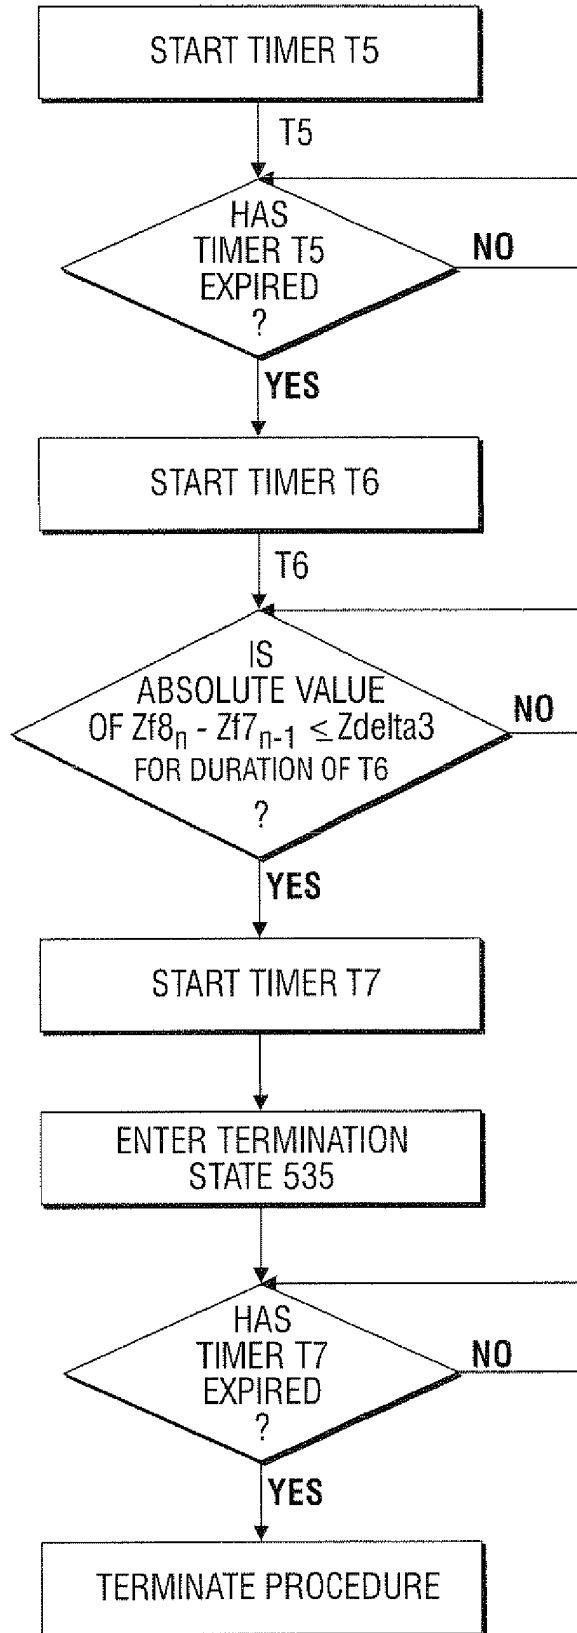 START TIMER T5
T5
HAS
TIMER T5
EXPIRED
?
NO
YES
START TIMER T6
T6
IS
ABSOLUTE VALUE
OF Zf8n - Zf7n-1 ≤ Zdelta3
FOR DURATION OF T6
?
NO
YES
START TIMER T7
ENTER TERMINATION
STATE 535
HAS
TIMER T7
EXPIRED
?
NO
YES
TERMINATE PROCEDURE